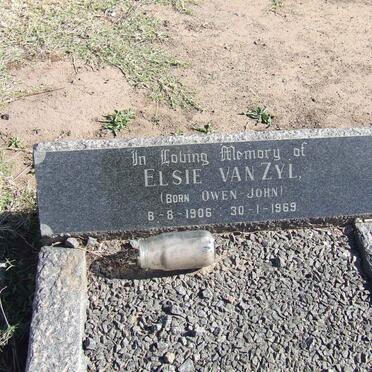 In Loving Memory of
ELSIE VAN ZYL,
(BORN OWEN-JOHN)
8-8-1906 30-1-1969